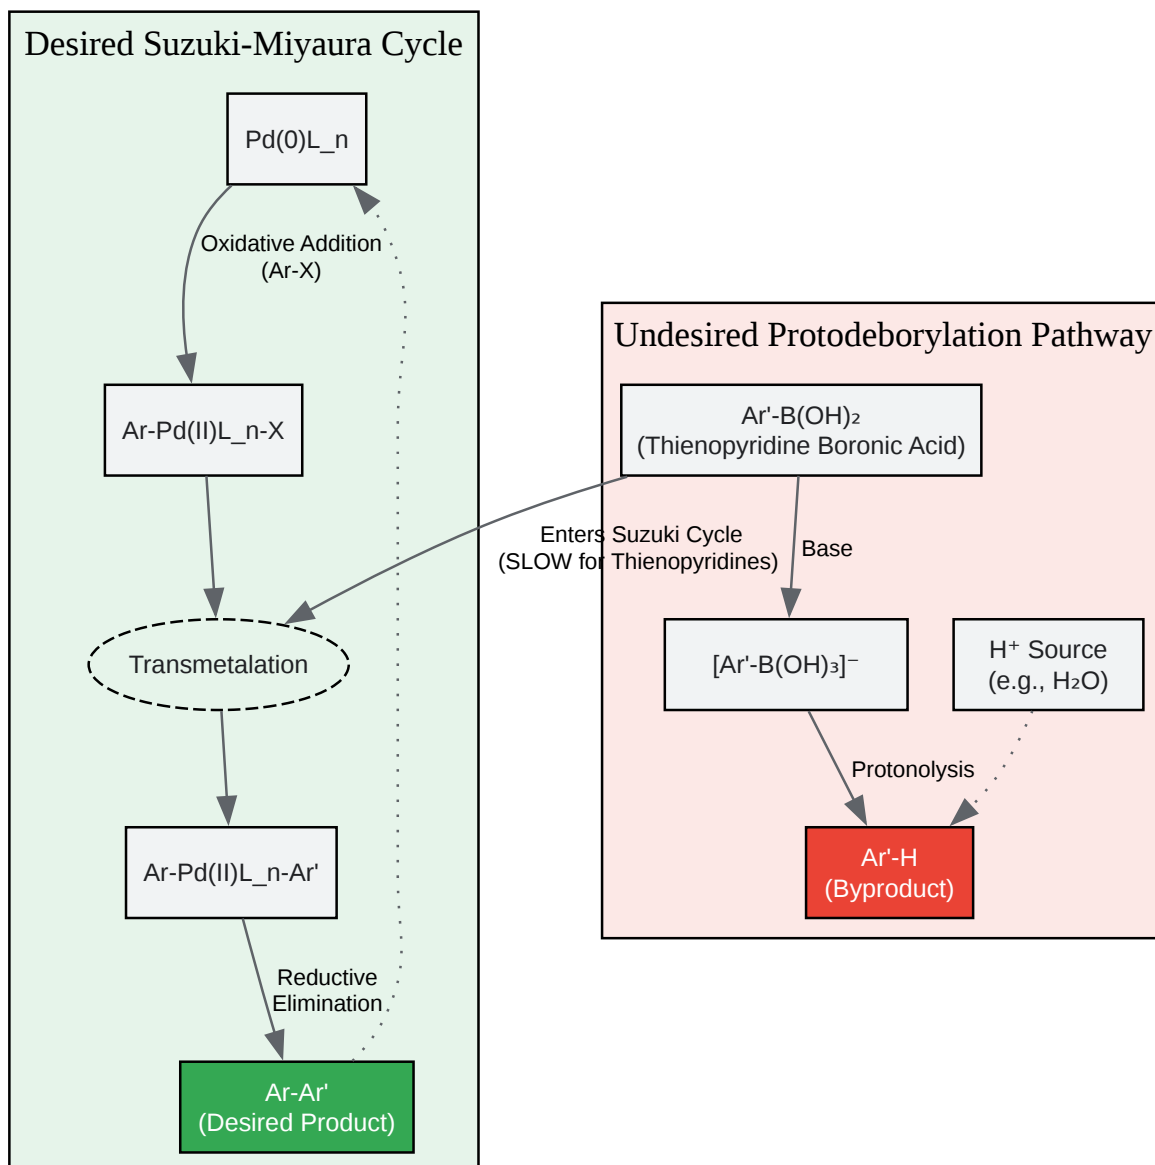 Desired Suzuki-Miyaura Cycle
Pd(0)L_n
Oxidative Addition
(Ar-X)
Ar-Pd(II)L_n-X
Transmetalation
Ar-Pd(II)L_n-Ar'
Reductive
Elimination
Ar-Ar'
(Desired Product)
Undesired Protodeborylation Pathway
Ar'-B(OH)₂
(Thienopyridine Boronic Acid)
Enters Suzuki Cycle
(SLOW for Thienopyridines)
Base
[Ar'-B(OH)₃]⁻
H⁺ Source
(e.g., H₂O)
Protonolysis
Ar'-H
(Byproduct)